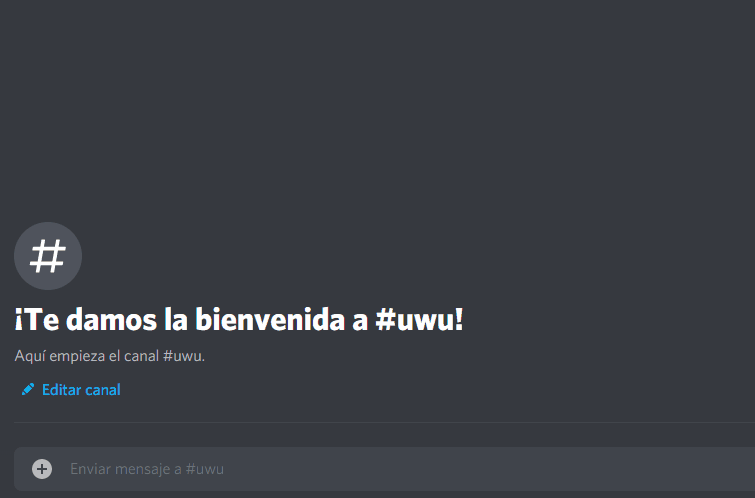 #
¡Te damos la bienvenida a #uwu!
Aquí empieza el canal #uwu.
Editar canal
Enviar mensaje a #uwu